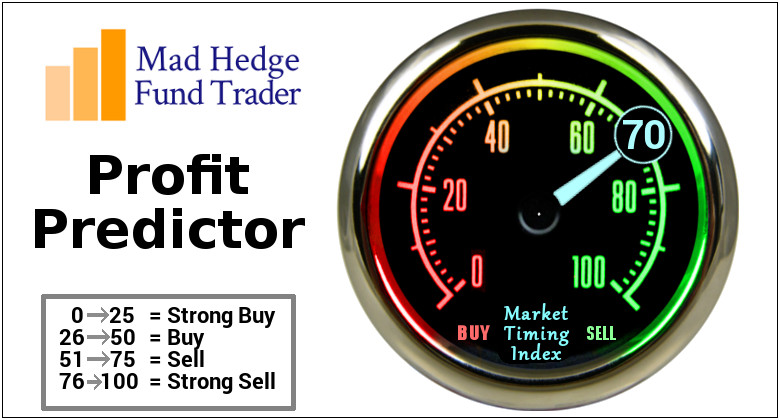 Mad Hedge
Fund Trader
Profit
Predictor
0→25 = Strong Buy
26→50 = Buy
51→75 = Sell
76→100 = Strong Sell
40
60
70
20
80
0
100
BUY
Market
Timing
Index
SELL